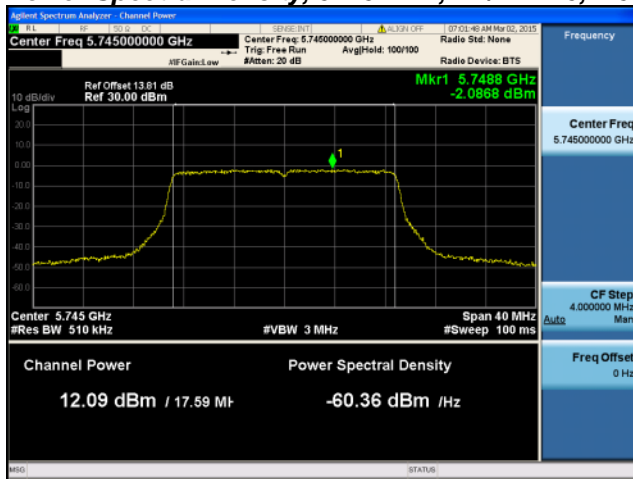 Agilent Spectrum Analyzer - Channel Power
RL RF 50 Ω DC SENSE:INT ALIGN OFF 07:01:48 AM Mar 02, 2015
Center Freq 5.745000000 GHz
Center Freq: 5.745000000 GHz
Radio Std: None
Trig: Free Run Avg|Hold: 100/100
#IFGain:Low #Atten: 20 dB Radio Device: BTS
Frequency
Mkr1 5.7488 GHz
-2.0868 dBm
Ref Offset 13.81 dB
10 dB/div Ref 30.00 dBm
Log
20.0
10.0
0.00
-10.0
-20.0
-30.0
-40.0
-50.0
-60.0
1
Center 5.745 GHz Span 40 MHz
#Res BW 510 kHz #VBW 3 MHz #Sweep 100 ms
Center Freq
5.745000000 GHz
CF Step
4.000000 MHz
Auto Man
Freq Offset
0 Hz
Channel Power Power Spectral Density
12.09 dBm / 17.59 MH -60.36 dBm /Hz
MSG STATUS